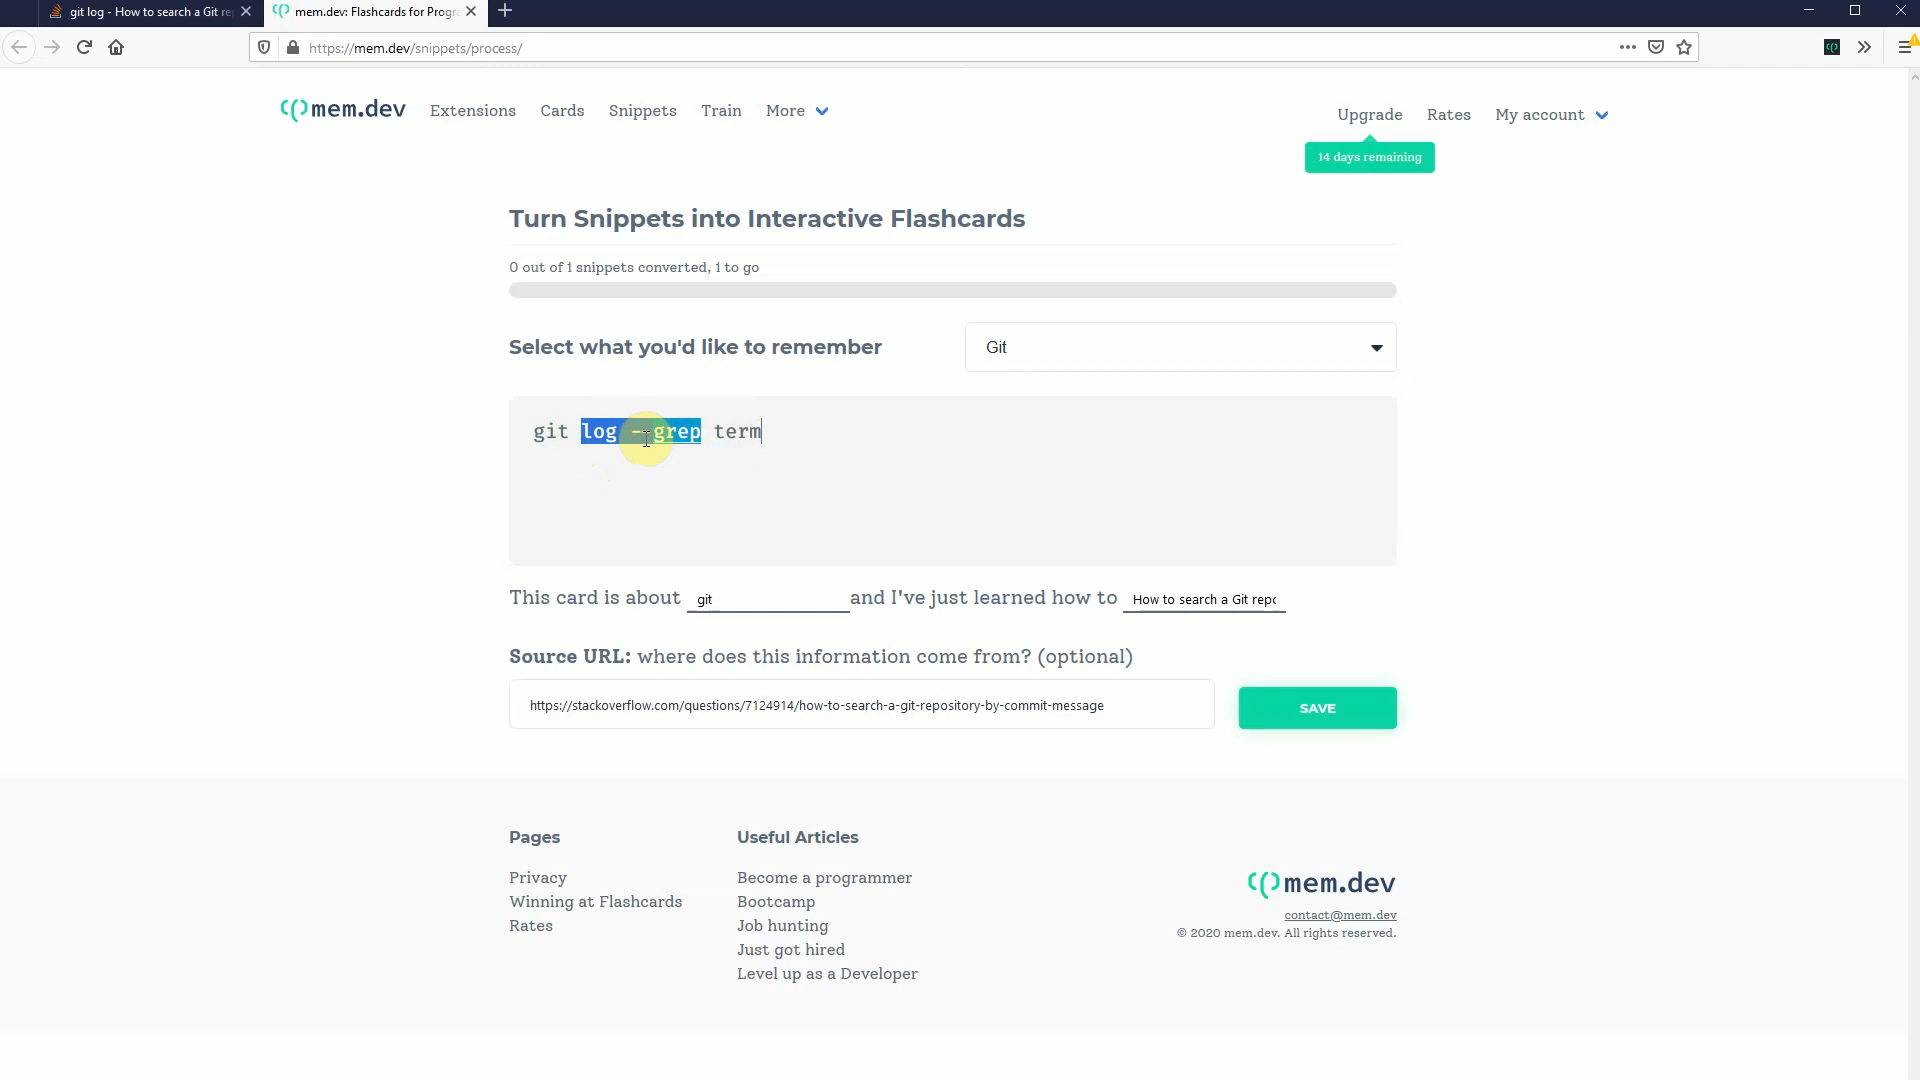 git log - How to search a Git re
mem.dev: Flashcards for Progr
https://mem.dev/snippets/process/
mem.dev
Extensions
Cards
Snippets
Train
More
Upgrade
Rates
My account
14 days remaining
Turn Snippets into Interactive Flashcards
0 out of 1 snippets converted, 1 to go
Select what you'd like to remember
Git
git log --grep term
This card is about git and I've just learned how to How to search a Git repo
Source URL: where does this information come from? (optional)
https://stackoverflow.com/questions/7124914/how-to-search-a-git-repository-by-commit-message
SAVE
Pages
Privacy
Winning at Flashcards
Rates
Useful Articles
Become a programmer
Bootcamp
Job hunting
Just got hired
Level up as a Developer
mem.dev
contact@mem.dev
© 2020 mem.dev. All rights reserved.